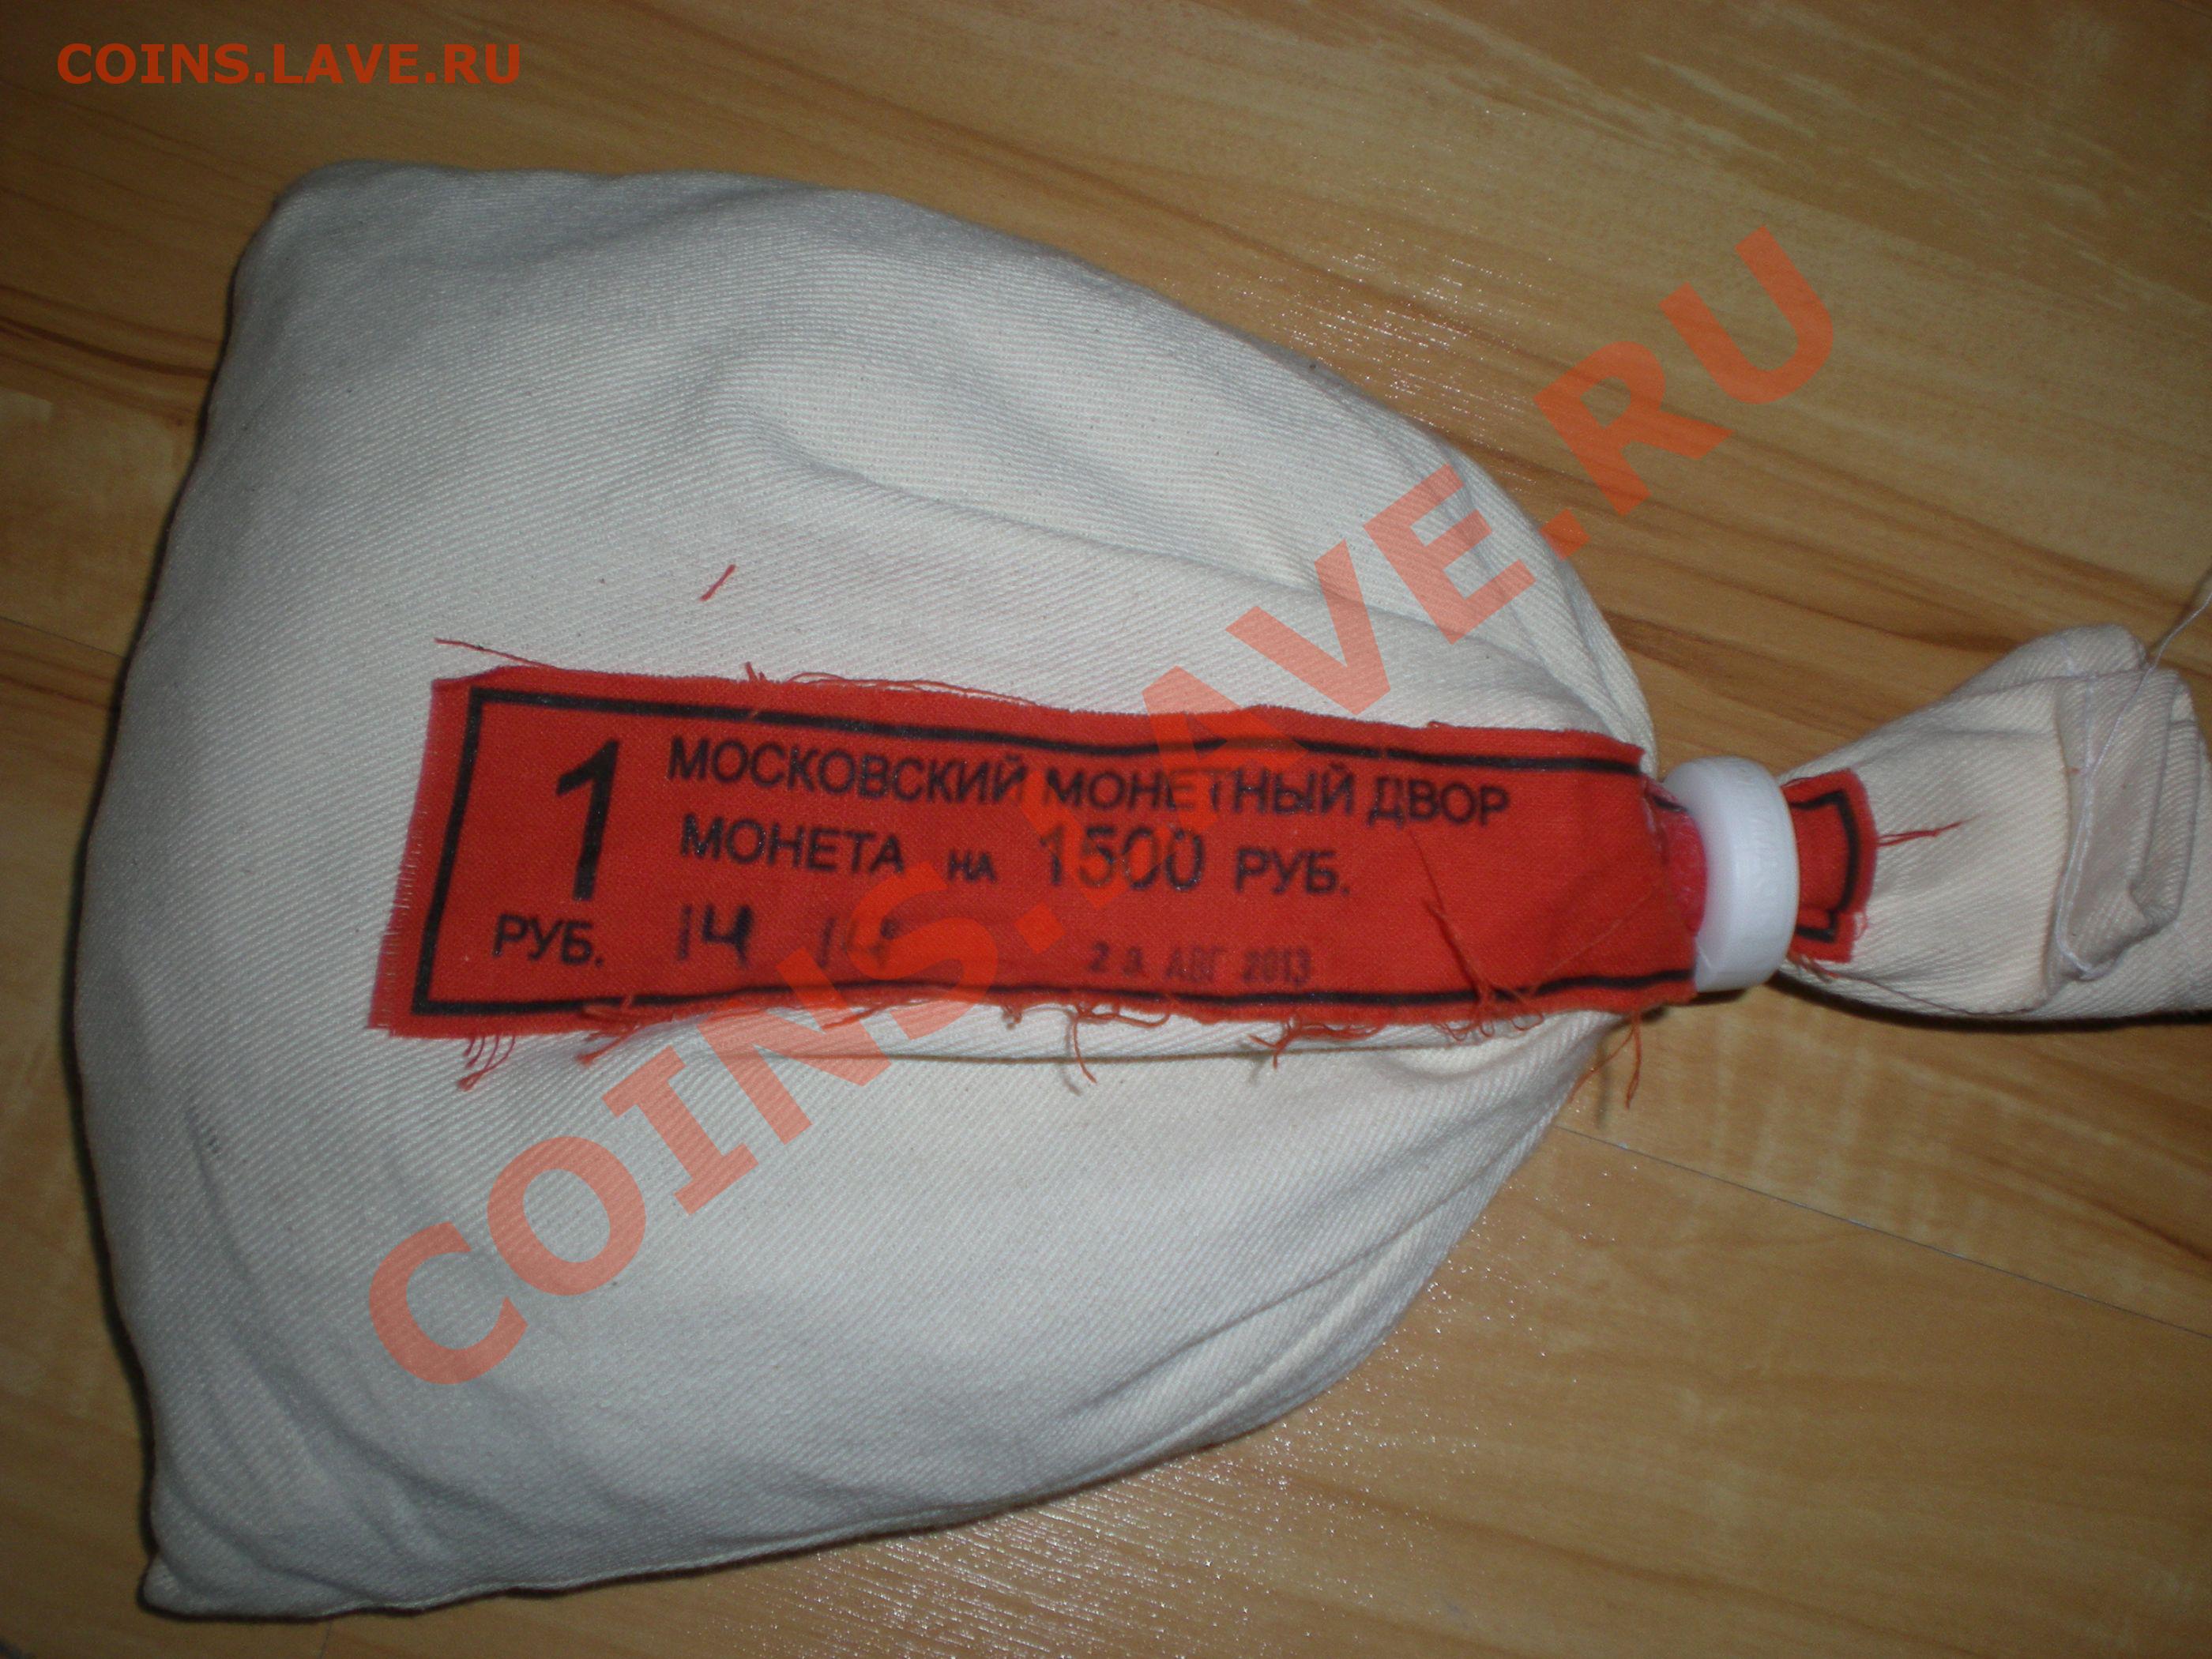 COINS.LAVE.RU
1
РУБ.
МОСКОВСКИЙ МОНЕТНЫЙ ДВОР
МОНЕТА НА 1500 РУБ.
14
АВГ 2013
COINS.LAVE.RU